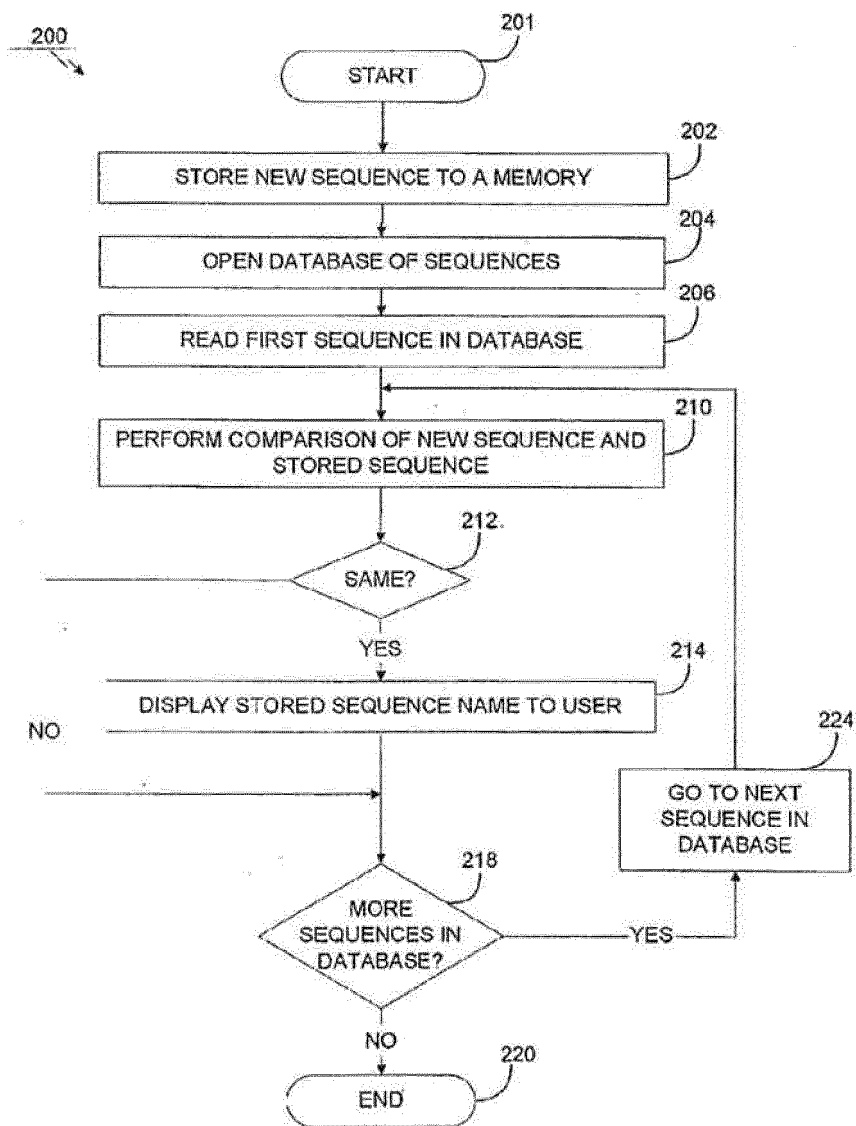 200
201
START
202
STORE NEW SEQUENCE TO A MEMORY
204
OPEN DATABASE OF SEQUENCES
206
READ FIRST SEQUENCE IN DATABASE
210
PERFORM COMPARISON OF NEW SEQUENCE AND
STORED SEQUENCE
212
SAME?
YES
214
DISPLAY STORED SEQUENCE NAME TO USER
NO
224
GO TO NEXT
SEQUENCE IN
DATABASE
218
MORE
SEQUENCES IN
DATABASE?
YES
NO
220
END